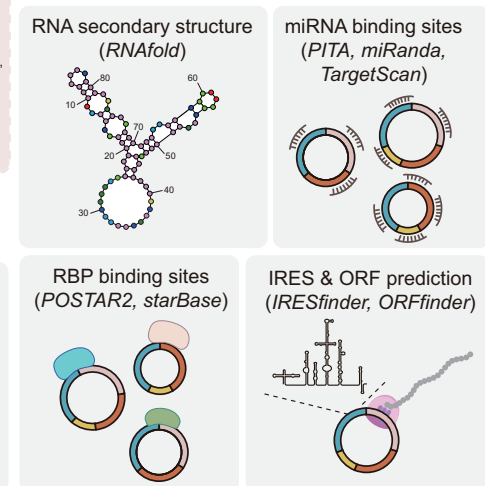 RNA secondary structure
(RNAfold)
80
10
60
70
20
50
40
30
miRNA binding sites
(PITA, miRanda,
TargetScan)
RBP binding sites
(POSTAR2, starBase)
IRES & ORF prediction
(IRESfinder, ORFfinder)